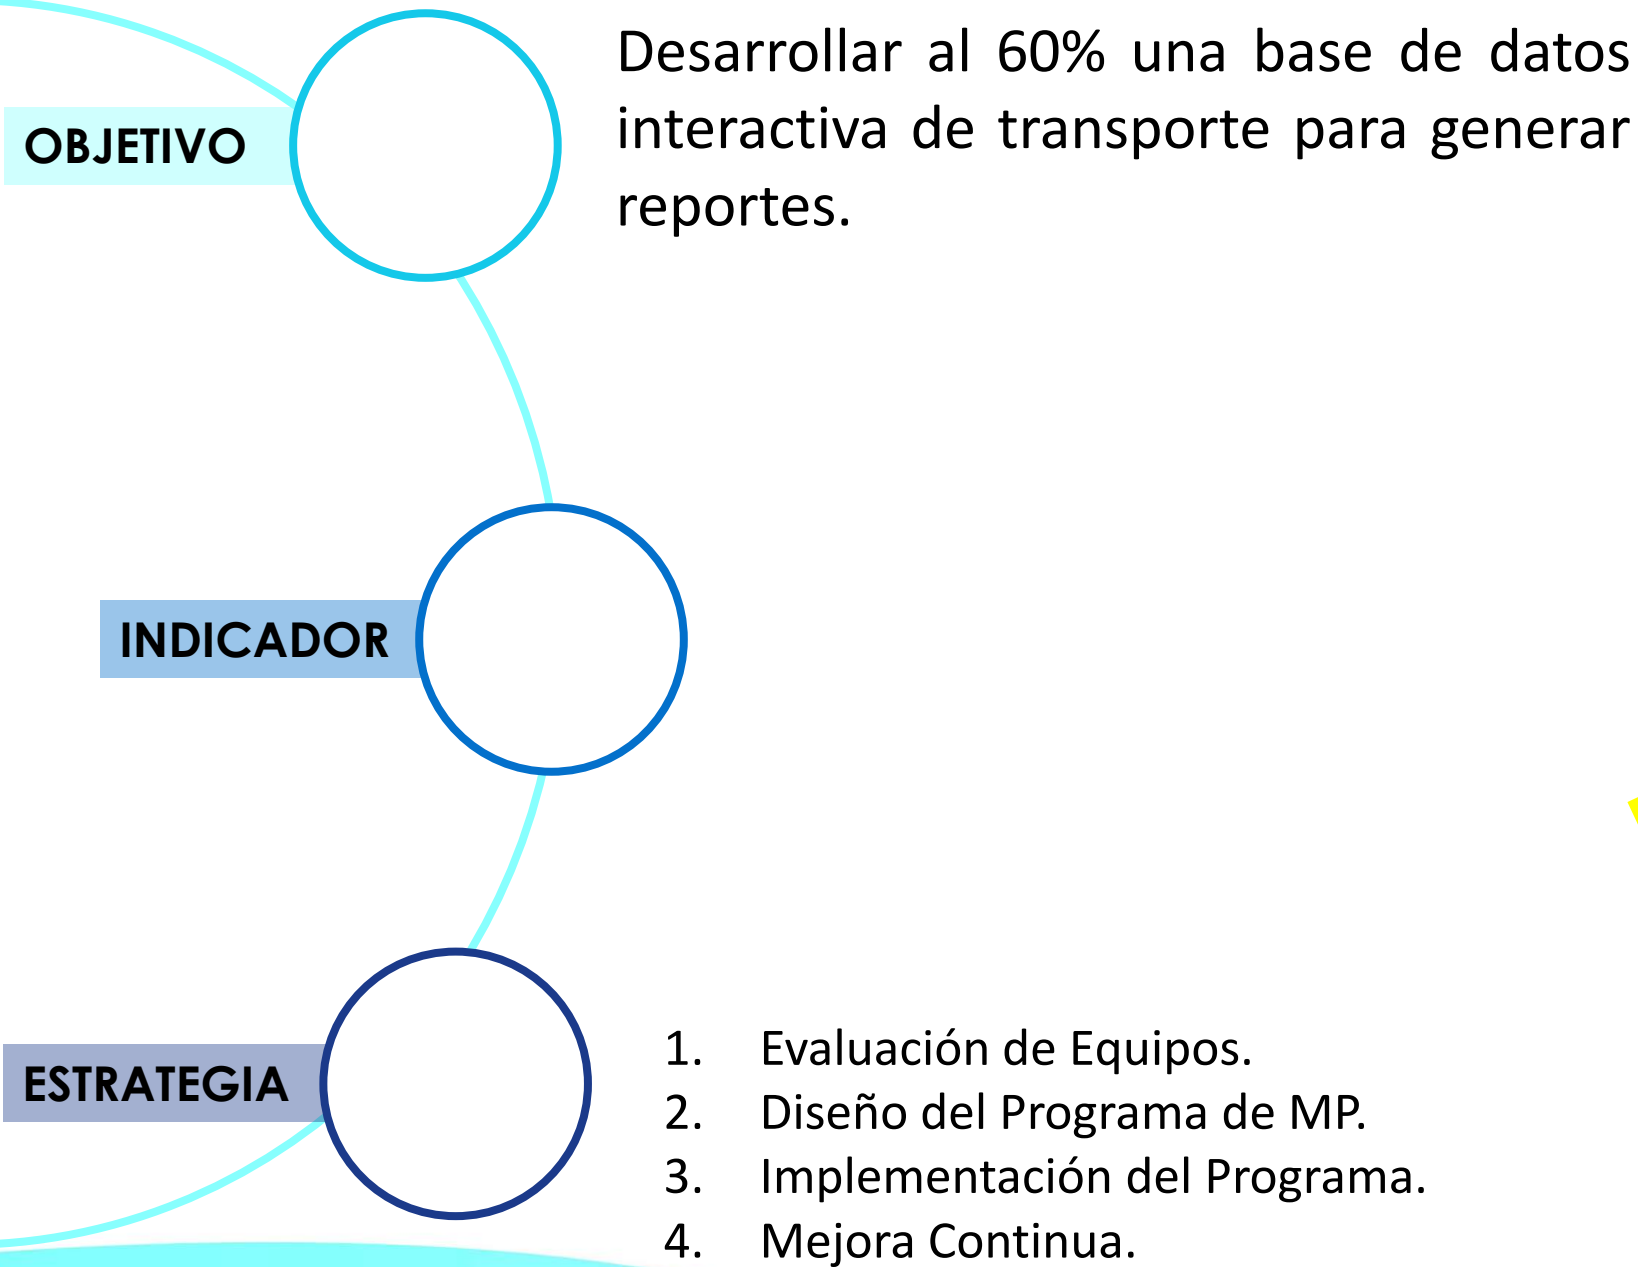 OBJETIVO
Desarrollar al 60% una base de datos
interactiva de transporte para generar
reportes.
INDICADOR
ESTRATEGIA
1. Evaluación de Equipos.
2. Diseño del Programa de MP.
3. Implementación del Programa.
4. Mejora Continua.